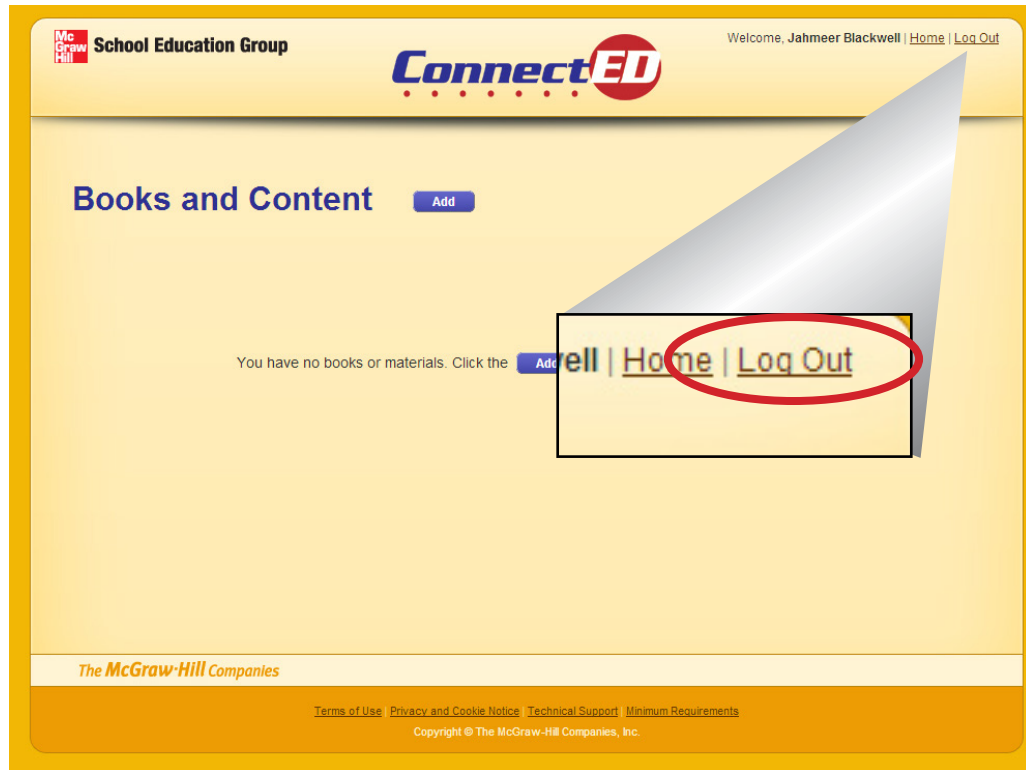 Mc
Graw
Hill
School Education Group
ConnectED
Welcome, Jahmeer Blackwell | Home | Log Out
Books and Content
Add
You have no books or materials. Click the Add
ell | Home | Log Out
The McGraw·Hill Companies
Terms of Use | Privacy and Cookie Notice | Technical Support | Minimum Requirements
Copyright © The McGraw-Hill Companies, Inc.